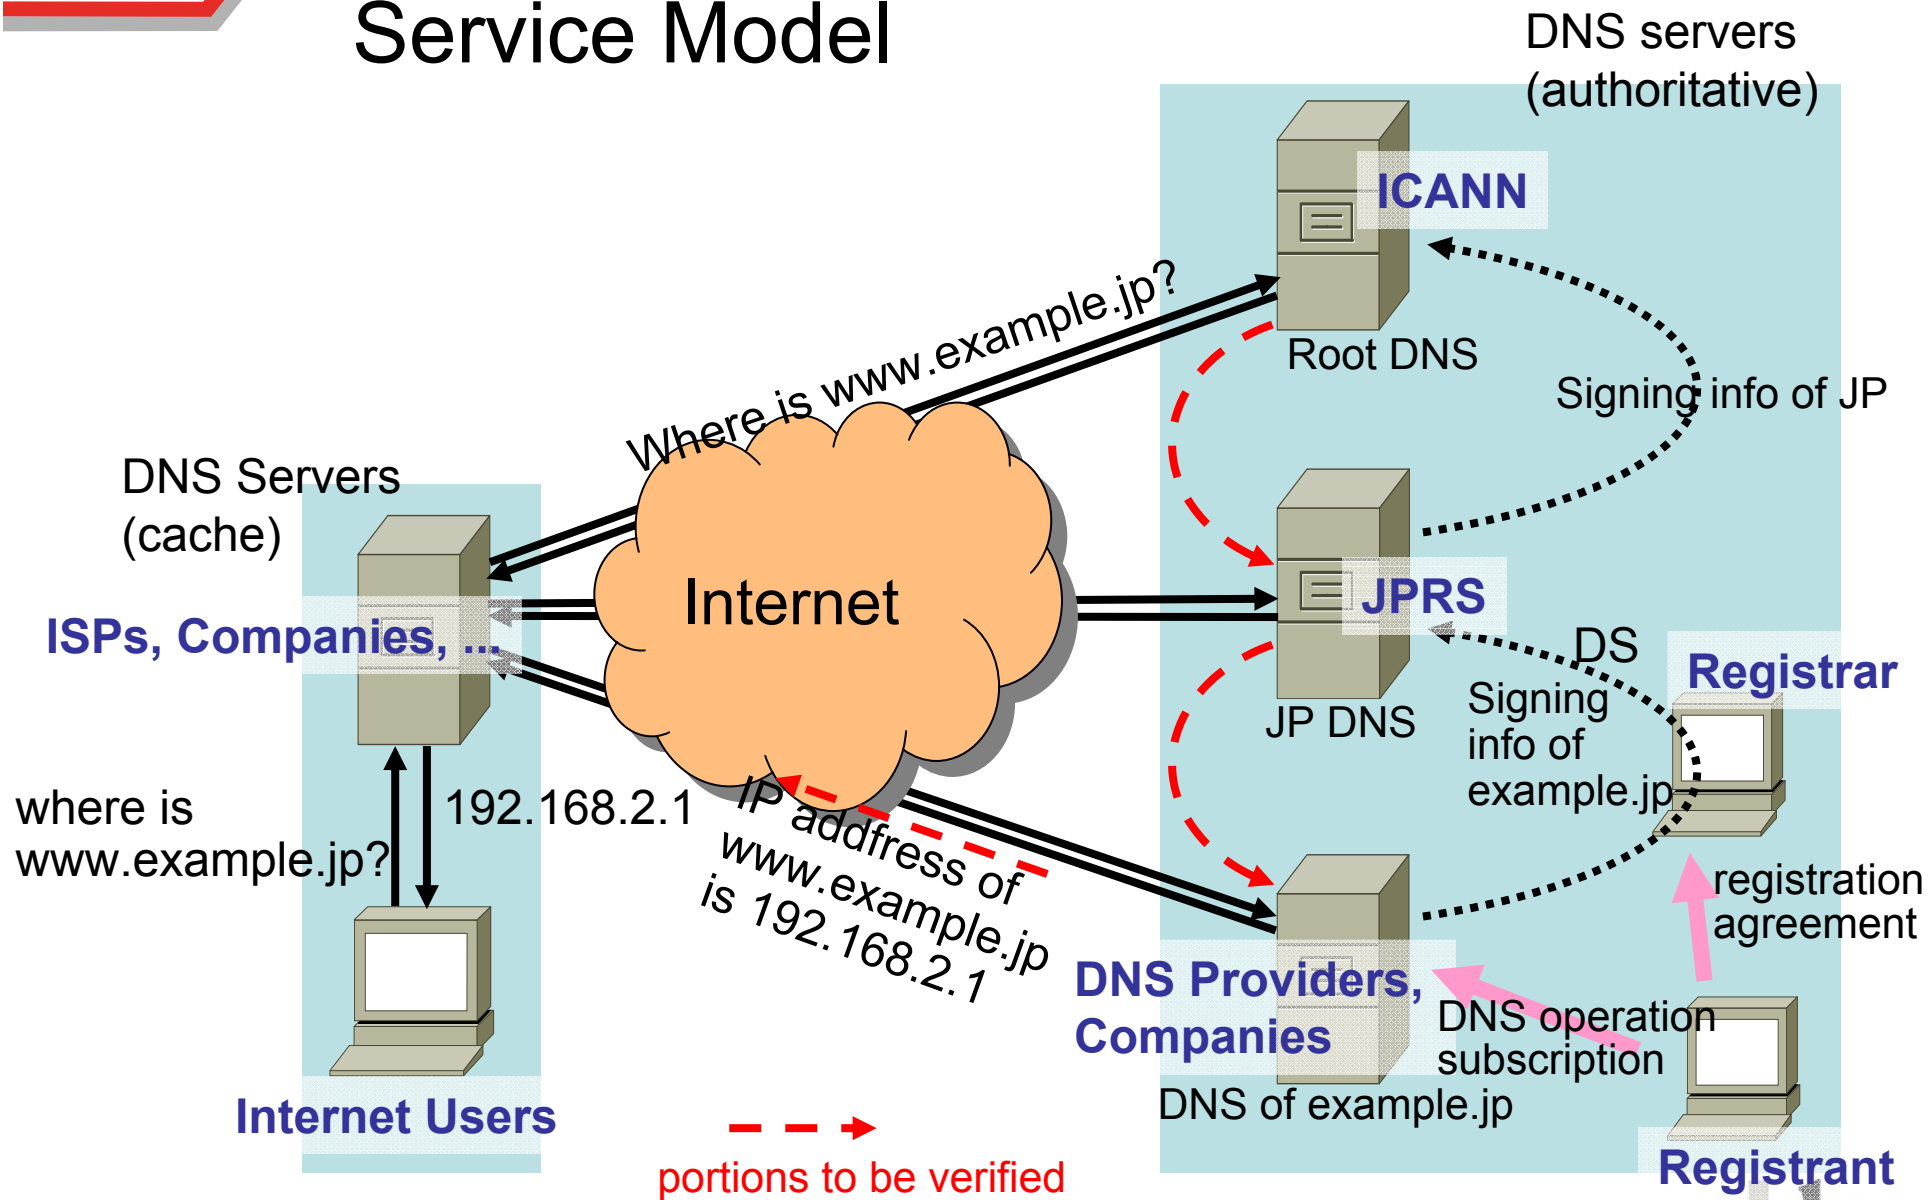 Service Model
DNS servers
(authoritative)
ICANN
Where is www.example.jp?
Root DNS
Signing info of JP
DNS Servers
(cache)
Internet
JPRS
ISPs, Companies, ...
DS
Registrar
Signing
info of
example.jp
JP DNS
where is
www.example.jp?
192.168.2.1
IP addfress of
www.example.jp
is 192.168.2.1
registration
agreement
DNS Providers,
Companies
DNS operation
subscription
DNS of example.jp
Internet Users
Registrant
portions to be verified